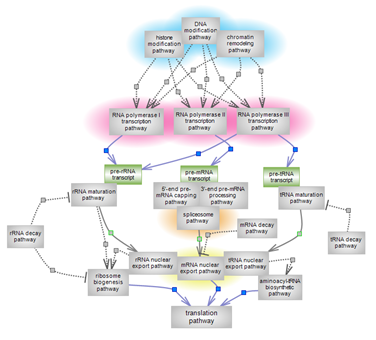 DNA
modification
pathway
histone
modification
pathway
chromatin
remodeling
pathway
RNA polymerase I
transcription
pathway
RNA polymerase II
transcription
pathway
RNA polymerase III
transcription
pathway
pre-rRNA
transcript
pre-mRNA
transcript
pre-tRNA
transcript
rRNA maturation
pathway
5'-end pre-
mRNA capping
pathway
3'-end pre-mRNA
processing
pathway
tRNA maturation
pathway
spliceosome
pathway
mRNA decay
pathway
rRNA decay
pathway
tRNA decay
pathway
rRNA nuclear
export pathway
mRNA nuclear
export pathway
tRNA nuclear
export pathway
ribosome
biogenesis
pathway
aminoacyl-tRNA
biosynthetic
pathway
translation
pathway